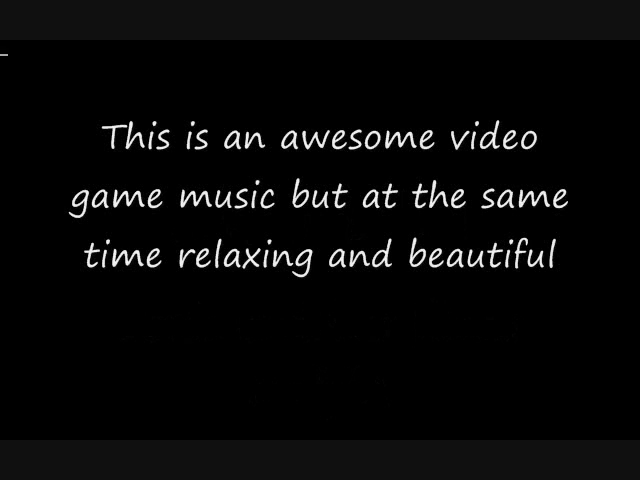 This is an awesome video
game music but at the same
time relaxing and beautiful